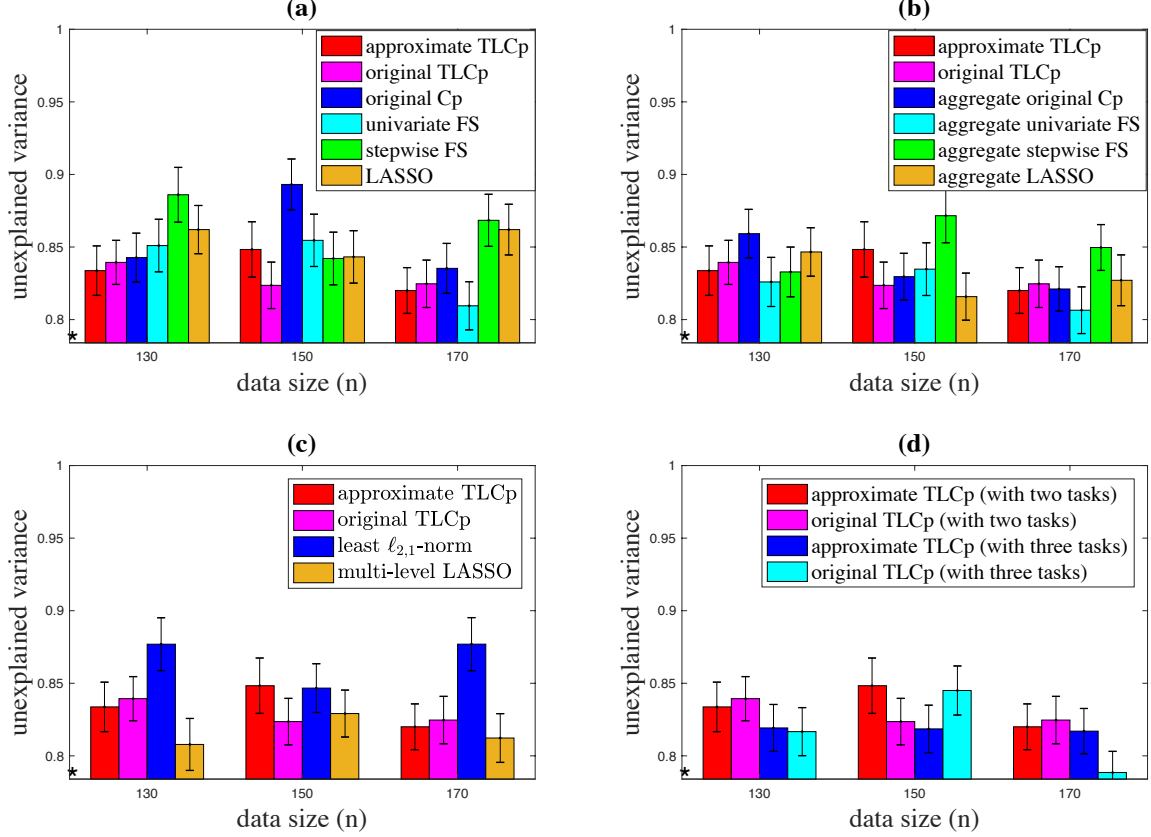 (a)
unexplained variance
1
0.95
0.9
0.85
0.8
*
approximate TLCp
original TLCp
original Cp
univariate FS
stepwise FS
LASSO
130
150
170
data size (n)
(b)
unexplained variance
1
0.95
0.9
0.85
0.8
*
approximate TLCp
original TLCp
aggregate original Cp
aggregate univariate FS
aggregate stepwise FS
aggregate LASSO
130
150
170
data size (n)
(c)
unexplained variance
1
0.95
0.9
0.85
0.8
*
approximate TLCp
original TLCp
least ℓ2,1-norm
multi-level LASSO
130
150
170
data size (n)
(d)
unexplained variance
1
0.95
0.9
0.85
0.8
*
approximate TLCp (with two tasks)
original TLCp (with two tasks)
approximate TLCp (with three tasks)
original TLCp (with three tasks)
130
150
170
data size (n)